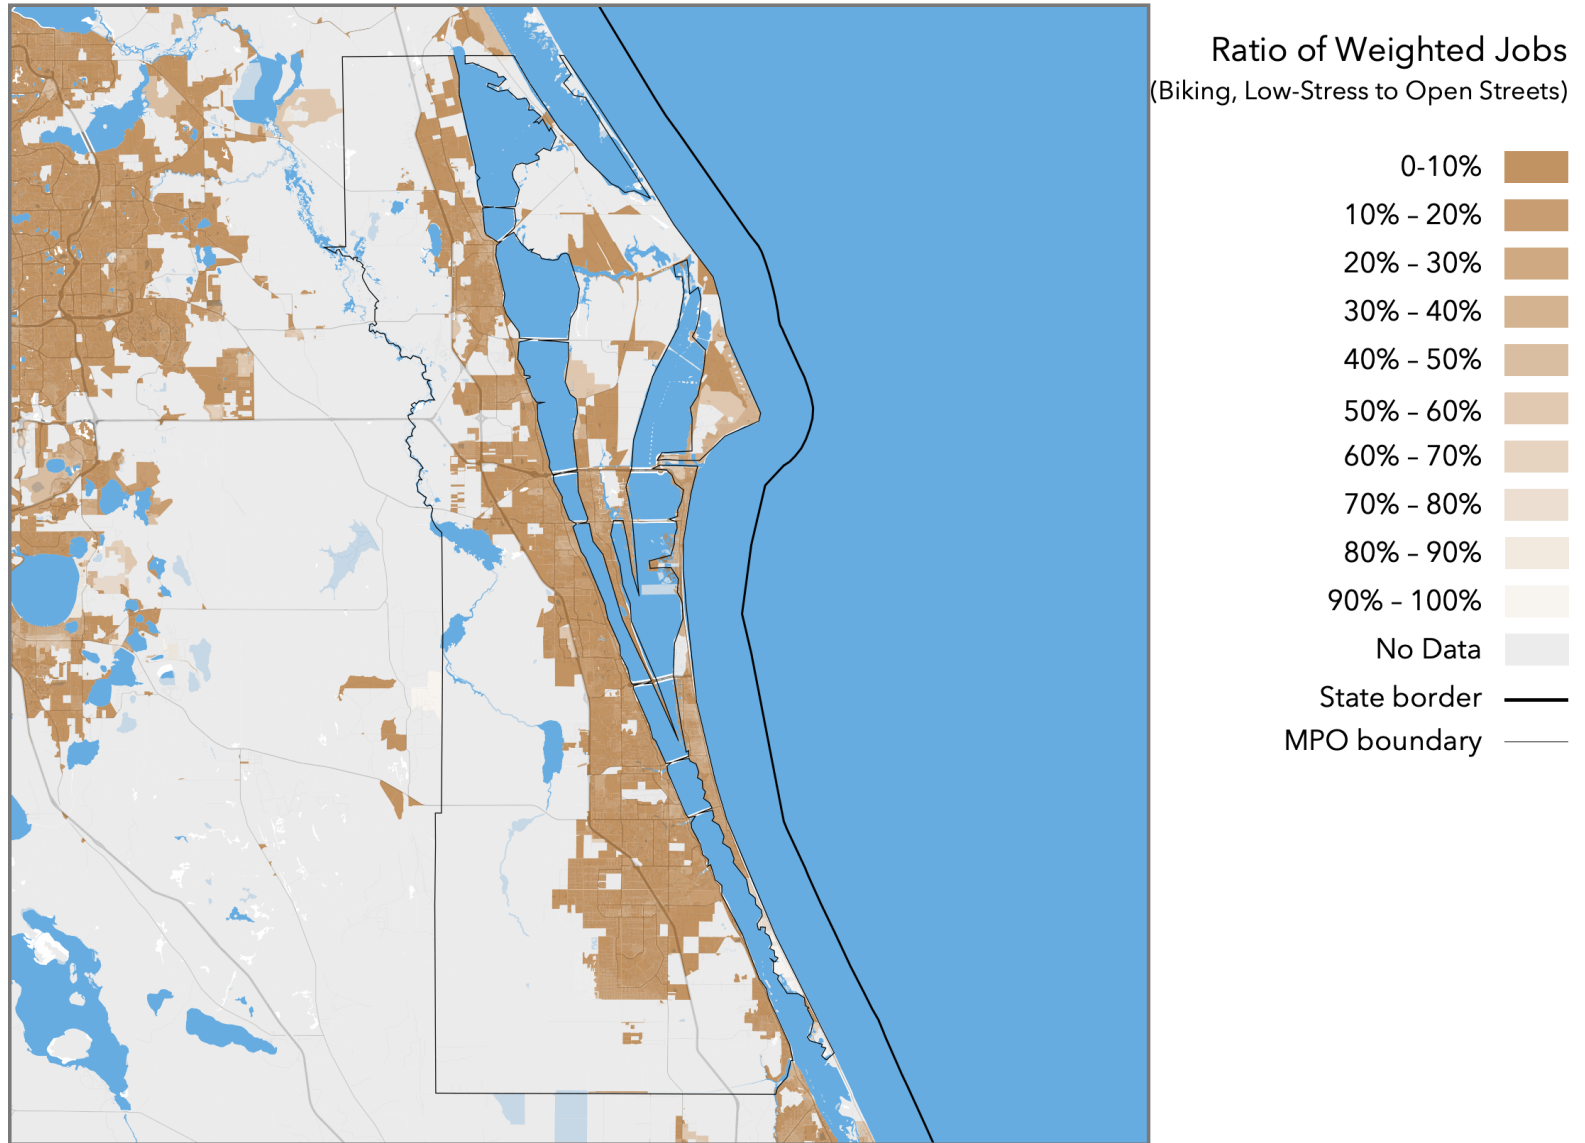 Ratio of Weighted Jobs
(Biking, Low-Stress to Open Streets)
0-10%
10% – 20%
20% – 30%
30% – 40%
40% – 50%
50% – 60%
60% – 70%
70% – 80%
80% – 90%
90% – 100%
No Data
State border
MPO boundary